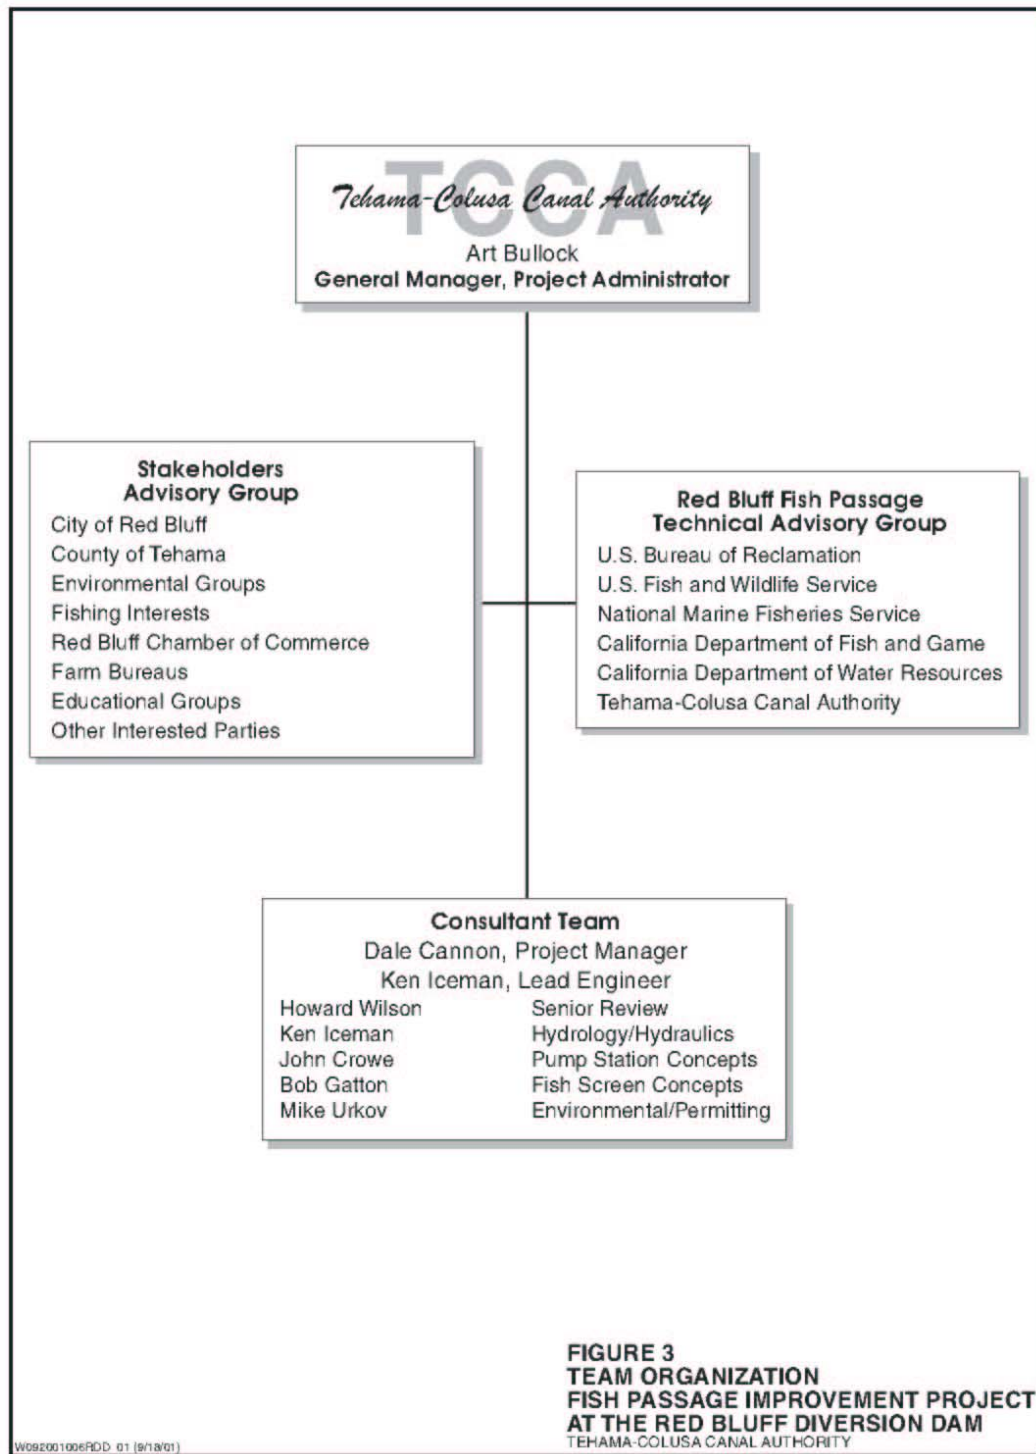 TCCA
Tehama-Colusa Canal Authority
Art Bullock
General Manager, Project Administrator
Stakeholders
Advisory Group
City of Red Bluff
County of Tehama
Environmental Groups
Fishing Interests
Red Bluff Chamber of Commerce
Farm Bureaus
Educational Groups
Other Interested Parties
Red Bluff Fish Passage
Technical Advisory Group
U.S. Bureau of Reclamation
U.S. Fish and Wildlife Service
National Marine Fisheries Service
California Department of Fish and Game
California Department of Water Resources
Tehama-Colusa Canal Authority
Consultant Team
Dale Cannon, Project Manager
Ken Iceman, Lead Engineer
Howard Wilson Senior Review
Ken Iceman Hydrology/Hydraulics
John Crowe Pump Station Concepts
Bob Gatton Fish Screen Concepts
Mike Urkov Environmental/Permitting
FIGURE 3
TEAM ORGANIZATION
FISH PASSAGE IMPROVEMENT PROJECT
AT THE RED BLUFF DIVERSION DAM
TEHAMA-COLUSA CANAL AUTHORITY
W092001006RDD_01 (9/18/01)